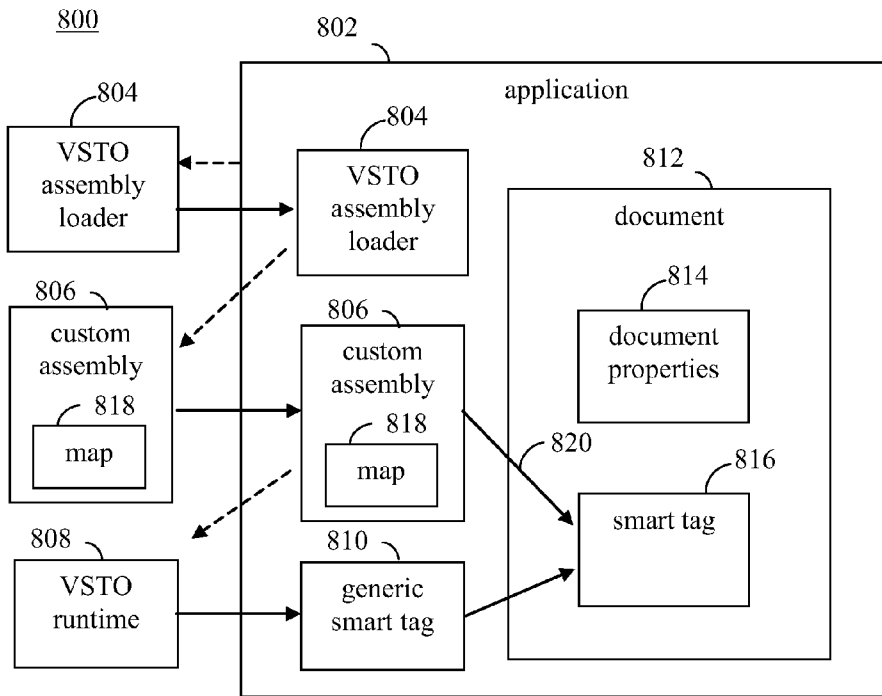 800
802
application
804
VSTO
assembly
loader
804
VSTO
assembly
loader
812
document
814
document
properties
806
custom
assembly
818
map
806
custom
assembly
818
map
820
816
smart tag
808
VSTO
runtime
810
generic
smart tag